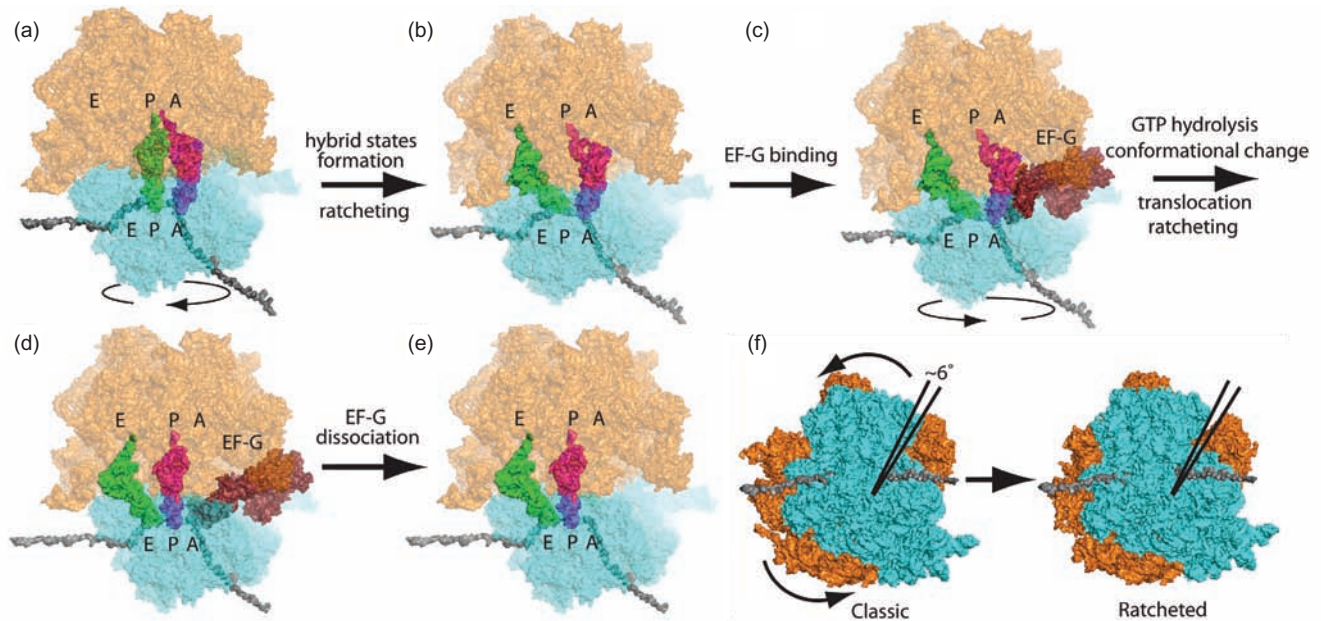 (a)
E P A
E P A
hybrid states
formation
ratcheting
(b)
E P A
E P A
EF-G binding
(c)
E P A
EF-G
E P A
GTP hydrolysis
conformational change
translocation
ratcheting
(d)
E P A
EF-G
E P A
EF-G
dissociation
(e)
E P A
E P A
(f)
~6°
Classic
Ratcheted